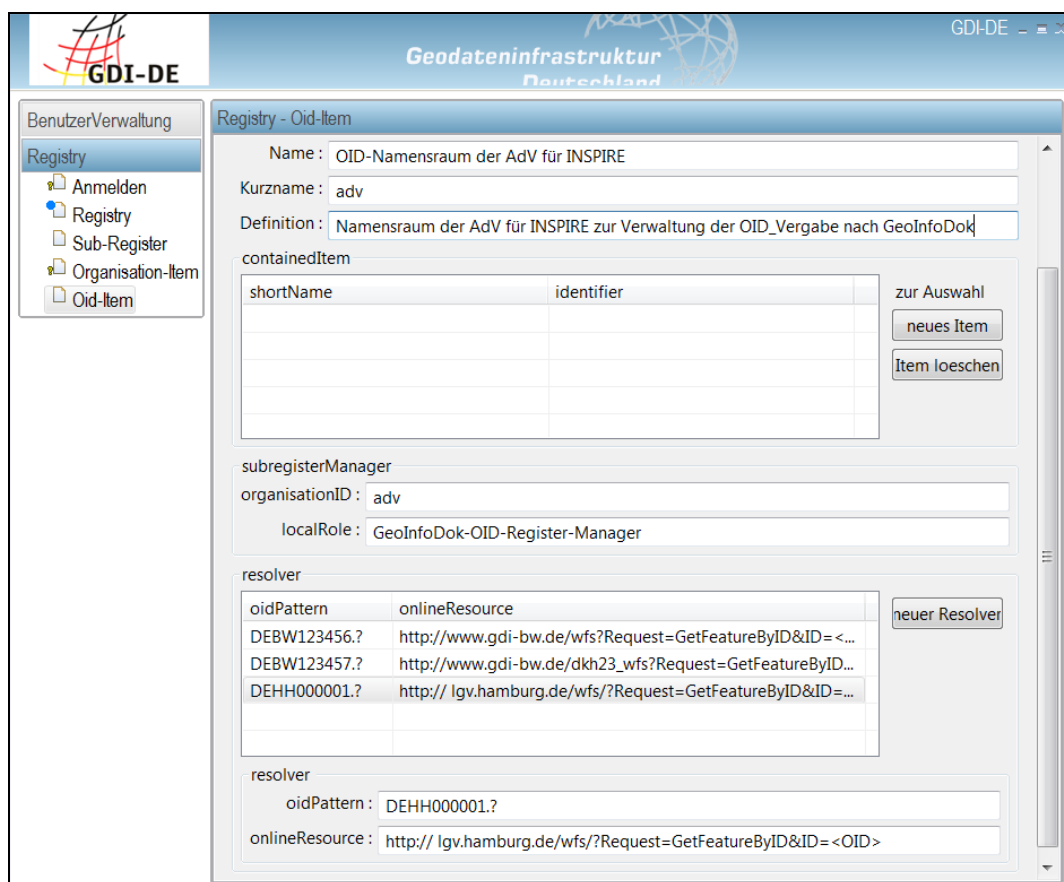 GDI-DE
Geodateninfrastruktur
Deutschland
GDI-DE
BenutzerVerwaltung
Registry
Anmelden
Registry
Sub-Register
Organisation-Item
Oid-Item
Registry - Oid-Item
Name : OID-Namensraum der AdV für INSPIRE
Kurzname : adv
Definition : Namensraum der AdV für INSPIRE zur Verwaltung der OID_Vergabe nach GeoInfoDok
containedItem
shortName identifier
zur Auswahl
neues Item
Item loeschen
subregisterManager
organisationID : adv
localRole : GeoInfoDok-OID-Register-Manager
resolver
oidPattern onlineResource
DEBW123456.? http://www.gdi-bw.de/wfs?Request=GetFeatureByID&ID=<...
DEBW123457.? http://www.gdi-bw.de/dkh23_wfs?Request=GetFeatureByID...
DEHH000001.? http:// lgv.hamburg.de/wfs/?Request=GetFeatureByID&ID=...
neuer Resolver
resolver
oidPattern : DEHH000001.?
onlineResource : http:// lgv.hamburg.de/wfs/?Request=GetFeatureByID&ID=<OID>